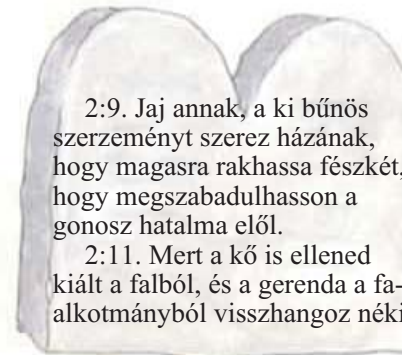 2:9. Jaj annak, a ki bűnös
szerzeményt szerez házának,
hogy magasra rakhassa fészkét,
hogy megszabadulhasson a
gonosz hatalma elől.
2:11. Mert a kő is ellened
kiált a falból, és a gerenda a fa-
alkotmányból visszhangoz néki